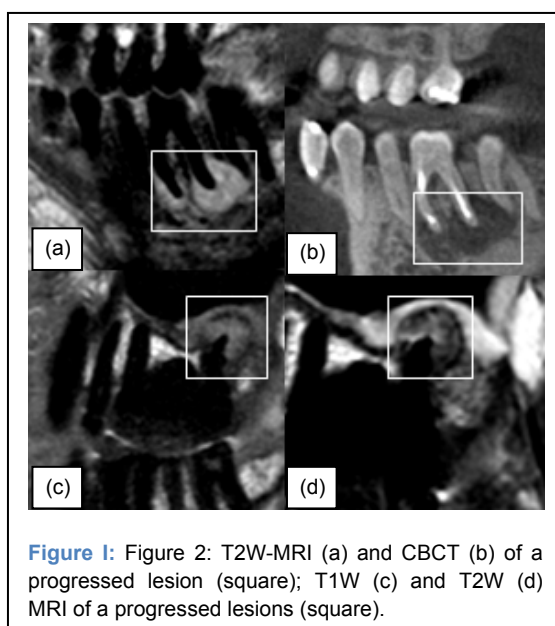 (a)
(b)
(c)
(d)
Figure I: Figure 2: T2W-MRI (a) and CBCT (b) of a
progressed lesion (square); T1W (c) and T2W (d)
MRI of a progressed lesions (square).